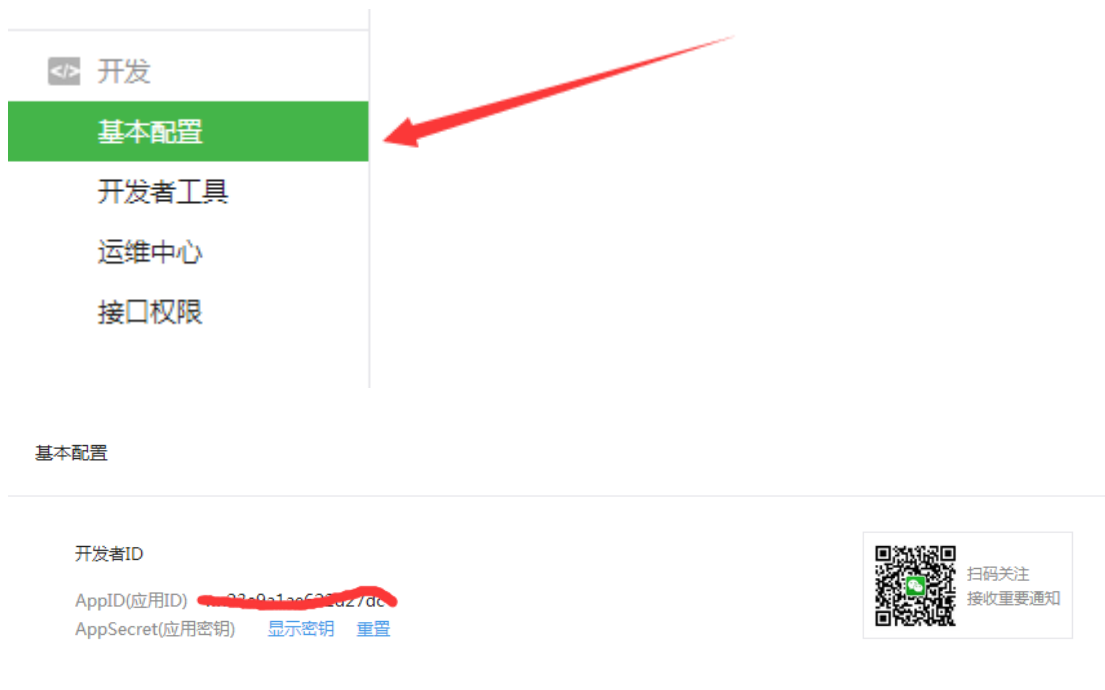 开发
基本配置
开发者工具
运维中心
接口权限
基本配置
开发者ID
AppID(应用ID)
AppSecret(应用密钥) 显示密钥 重置
扫码关注
接收重要通知